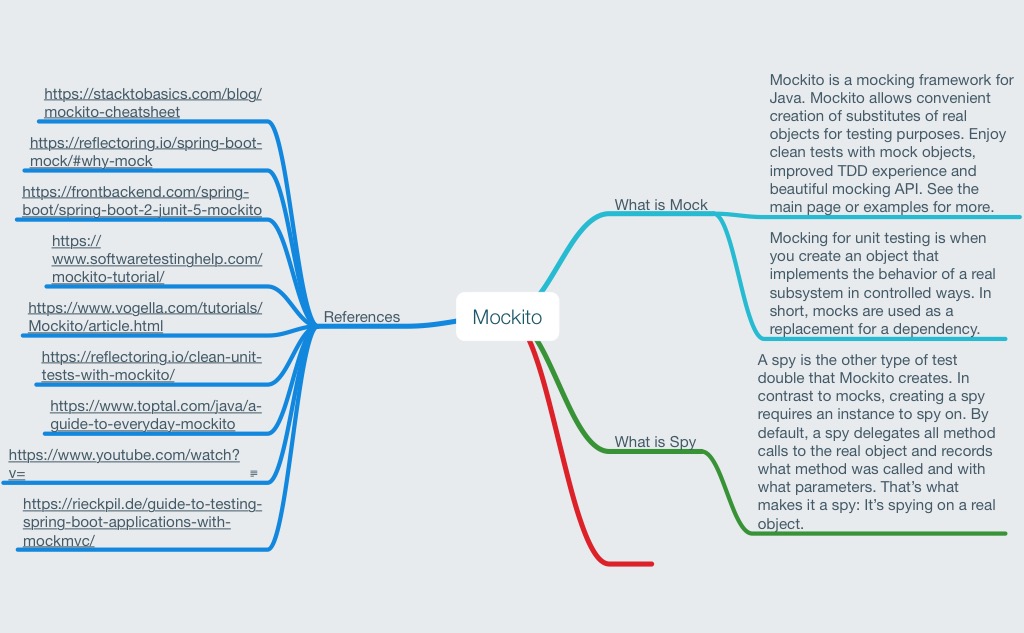 https://stacktobasics.com/blog/
mockito-cheatsheet
https://reflectoring.io/spring-boot-
mock/#why-mock
https://frontbackend.com/spring-
boot/spring-boot-2-junit-5-mockito
https://
www.softwaretestinghelp.com/
mockito-tutorial/
https://www.vogella.com/tutorials/
Mockito/article.html
https://reflectoring.io/clean-unit-
tests-with-mockito/
https://www.toptal.com/java/a-
guide-to-everyday-mockito
https://www.youtube.com/watch?
v=
https://rieckpil.de/guide-to-testing-
spring-boot-applications-with-
mockmvc/
References
Mockito
What is Mock
Mockito is a mocking framework for
Java. Mockito allows convenient
creation of substitutes of real
objects for testing purposes. Enjoy
clean tests with mock objects,
improved TDD experience and
beautiful mocking API. See the
main page or examples for more.
Mocking for unit testing is when
you create an object that
implements the behavior of a real
subsystem in controlled ways. In
short, mocks are used as a
replacement for a dependency.
What is Spy
A spy is the other type of test
double that Mockito creates. In
contrast to mocks, creating a spy
requires an instance to spy on. By
default, a spy delegates all method
calls to the real object and records
what method was called and with
what parameters. That’s what
makes it a spy: It’s spying on a real
object.